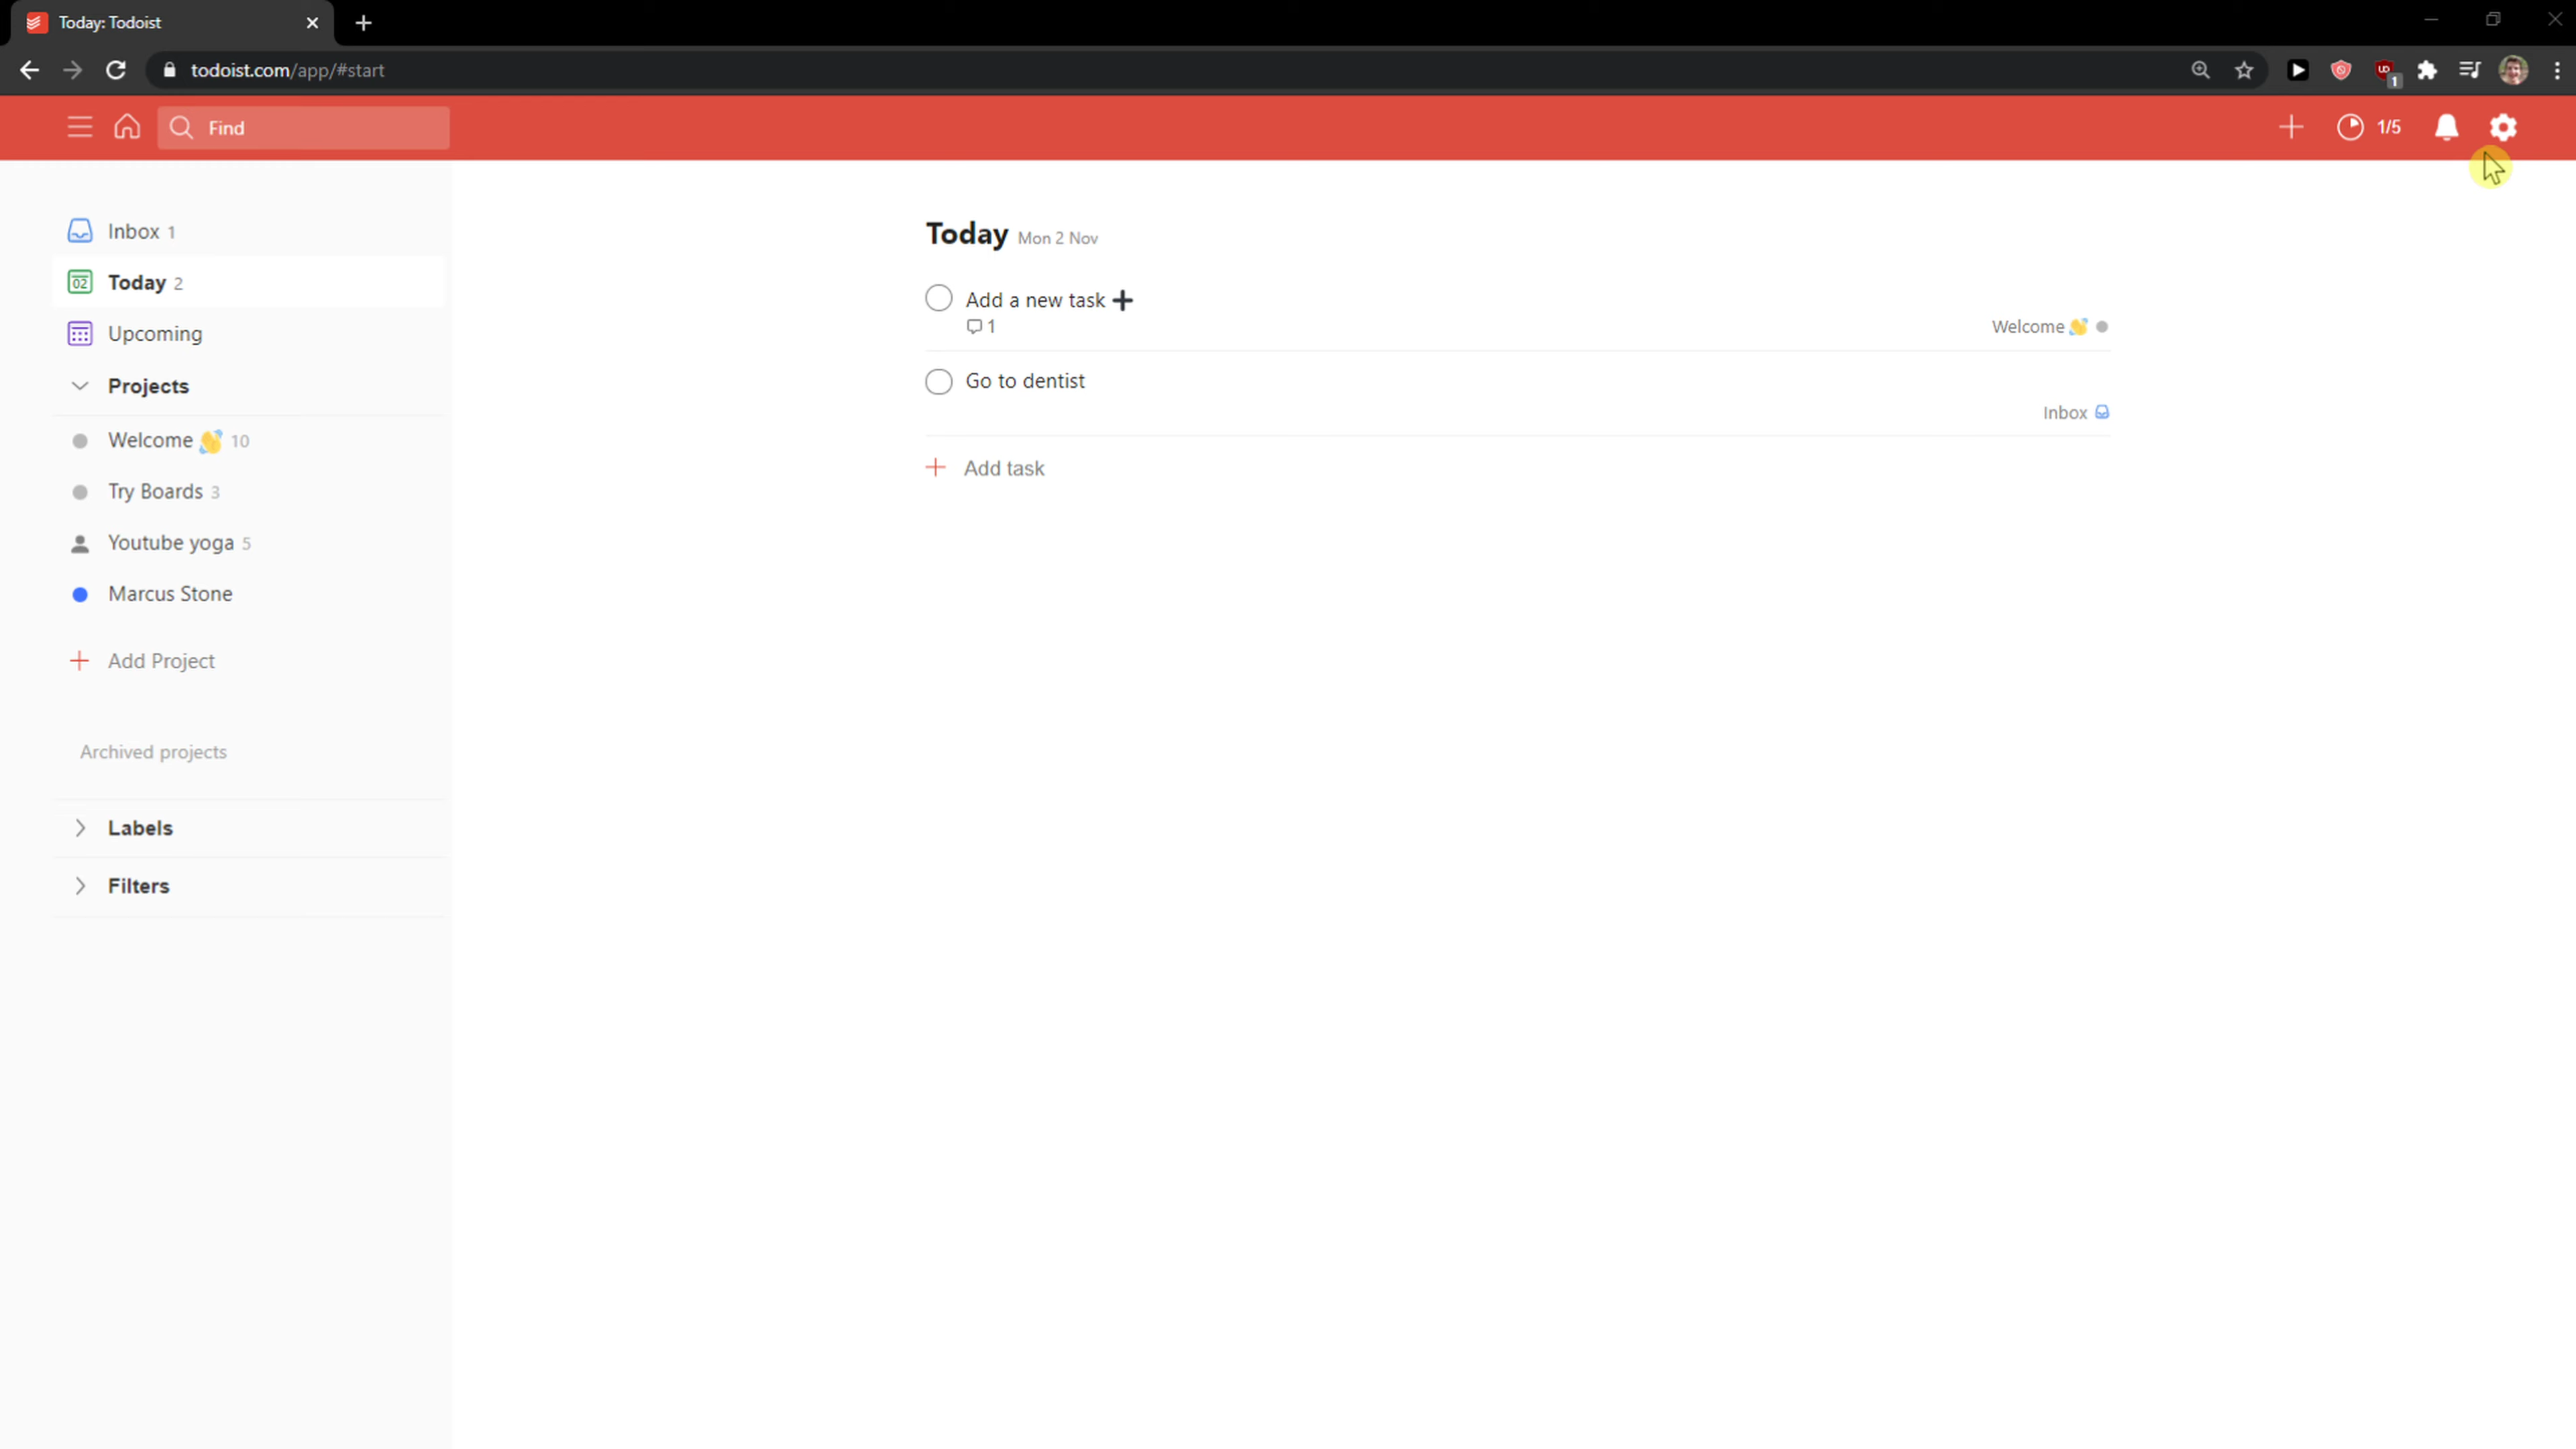 Today: Todoist
todoist.com/app/#start
1
Find
1/5
Inbox 1
02 Today 2
Upcoming
Projects
Welcome 👋 10
Try Boards 3
Youtube yoga 5
Marcus Stone
+ Add Project
Archived projects
Labels
Filters
Today Mon 2 Nov
Add a new task ➕
1
Welcome 👋
Go to dentist
Inbox
+ Add task